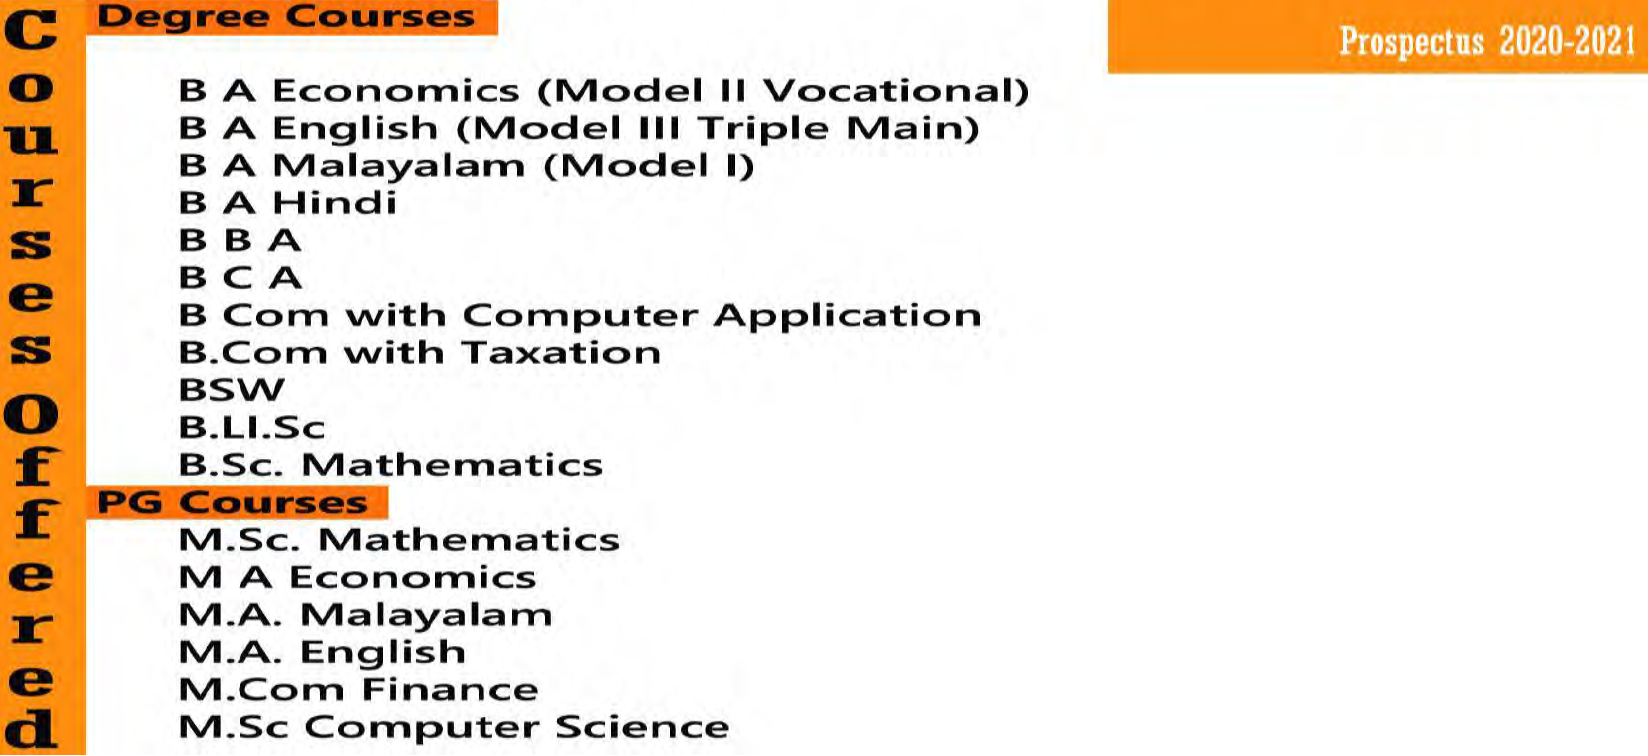 Courses Offered
Prospectus 2020-2021
Degree Courses
B A Economics (Model II Vocational)
B A English (Model III Triple Main)
B A Malayalam (Model I)
B A Hindi
B B A
B C A
B Com with Computer Application
B.Com with Taxation
BSW
B.LI.Sc
B.Sc. Mathematics
PG Courses
M.Sc. Mathematics
M A Economics
M.A. Malayalam
M.A. English
M.Com Finance
M.Sc Computer Science